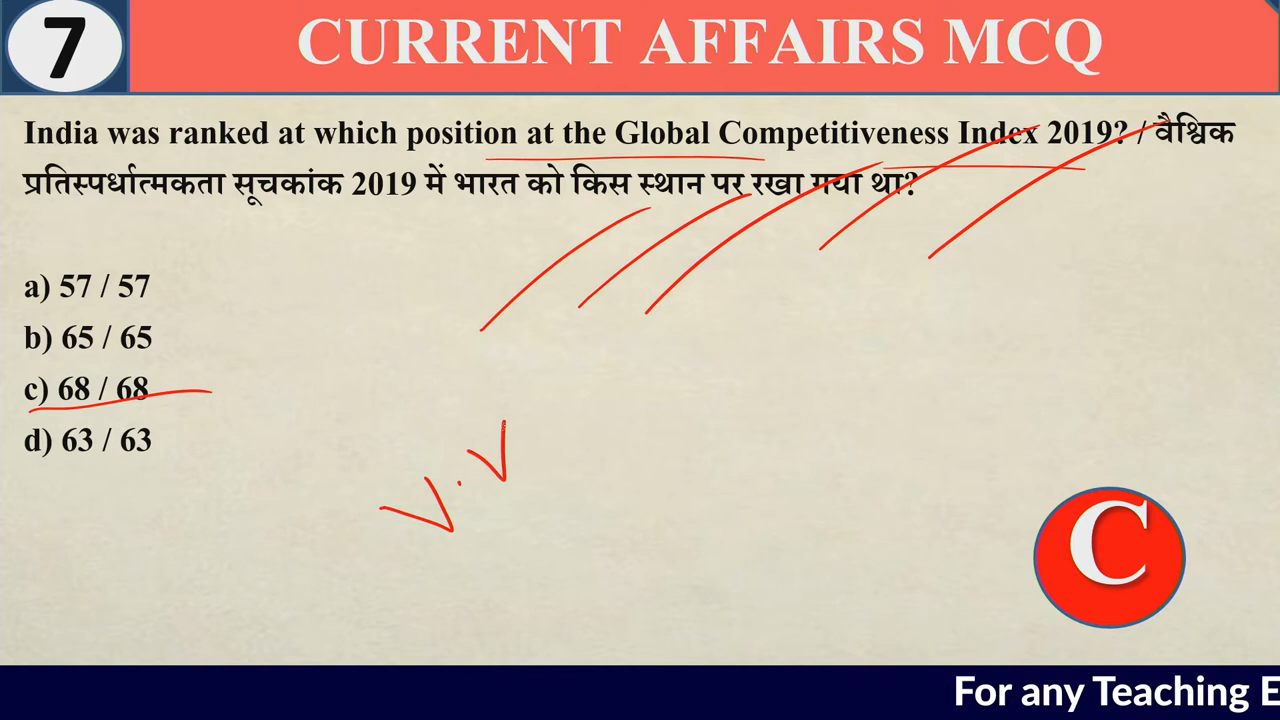 7
CURRENT AFFAIRS MCQ
India was ranked at which position at the Global Competitiveness Index 2019? / वैश्विक
प्रतिस्पर्धात्मकता सूचकांक 2019 में भारत को किस स्थान पर रखा गया था?
a) 57 / 57
b) 65 / 65
c) 68 / 68
d) 63 / 63
V.V
C
For any Teaching E